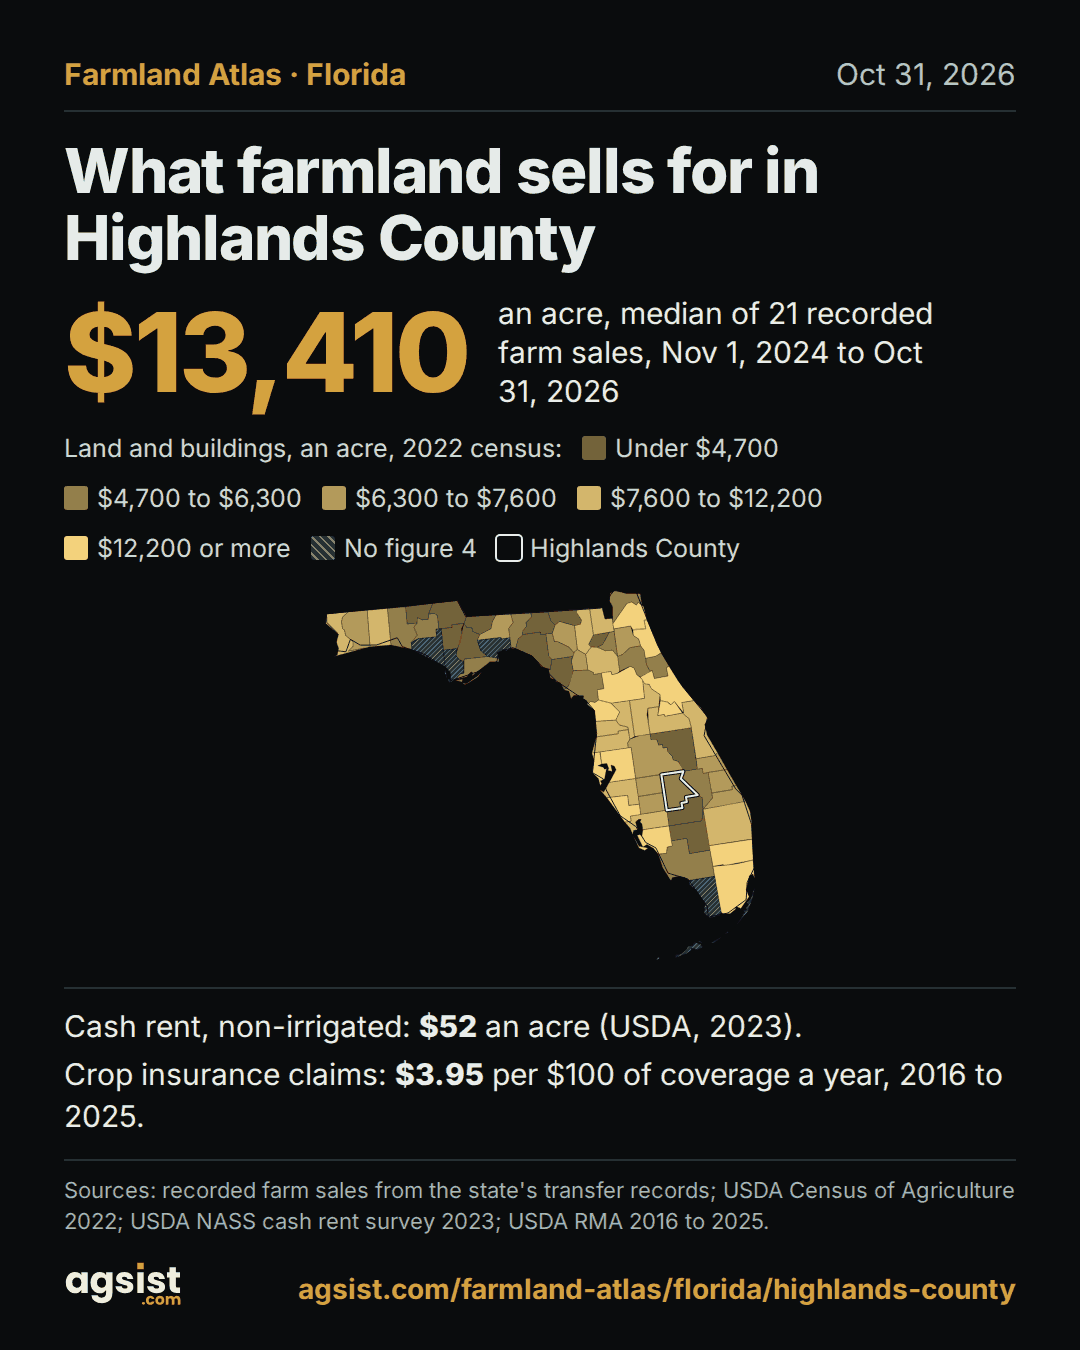 Farmland Atlas · Florida
Oct 31, 2026
What farmland sells for in
Highlands County
$13,410
an acre, median of 21 recorded
farm sales, Nov 1, 2024 to Oct
31, 2026
Land and buildings, an acre, 2022 census: Under $4,700
$4,700 to $6,300 $6,300 to $7,600 $7,600 to $12,200
$12,200 or more No figure 4 Highlands County
Cash rent, non-irrigated: $52 an acre (USDA, 2023).
Crop insurance claims: $3.95 per $100 of coverage a year, 2016 to
2025.
Sources: recorded farm sales from the state's transfer records; USDA Census of Agriculture
2022; USDA NASS cash rent survey 2023; USDA RMA 2016 to 2025.
agsist
.com
agsist.com/farmland-atlas/florida/highlands-county